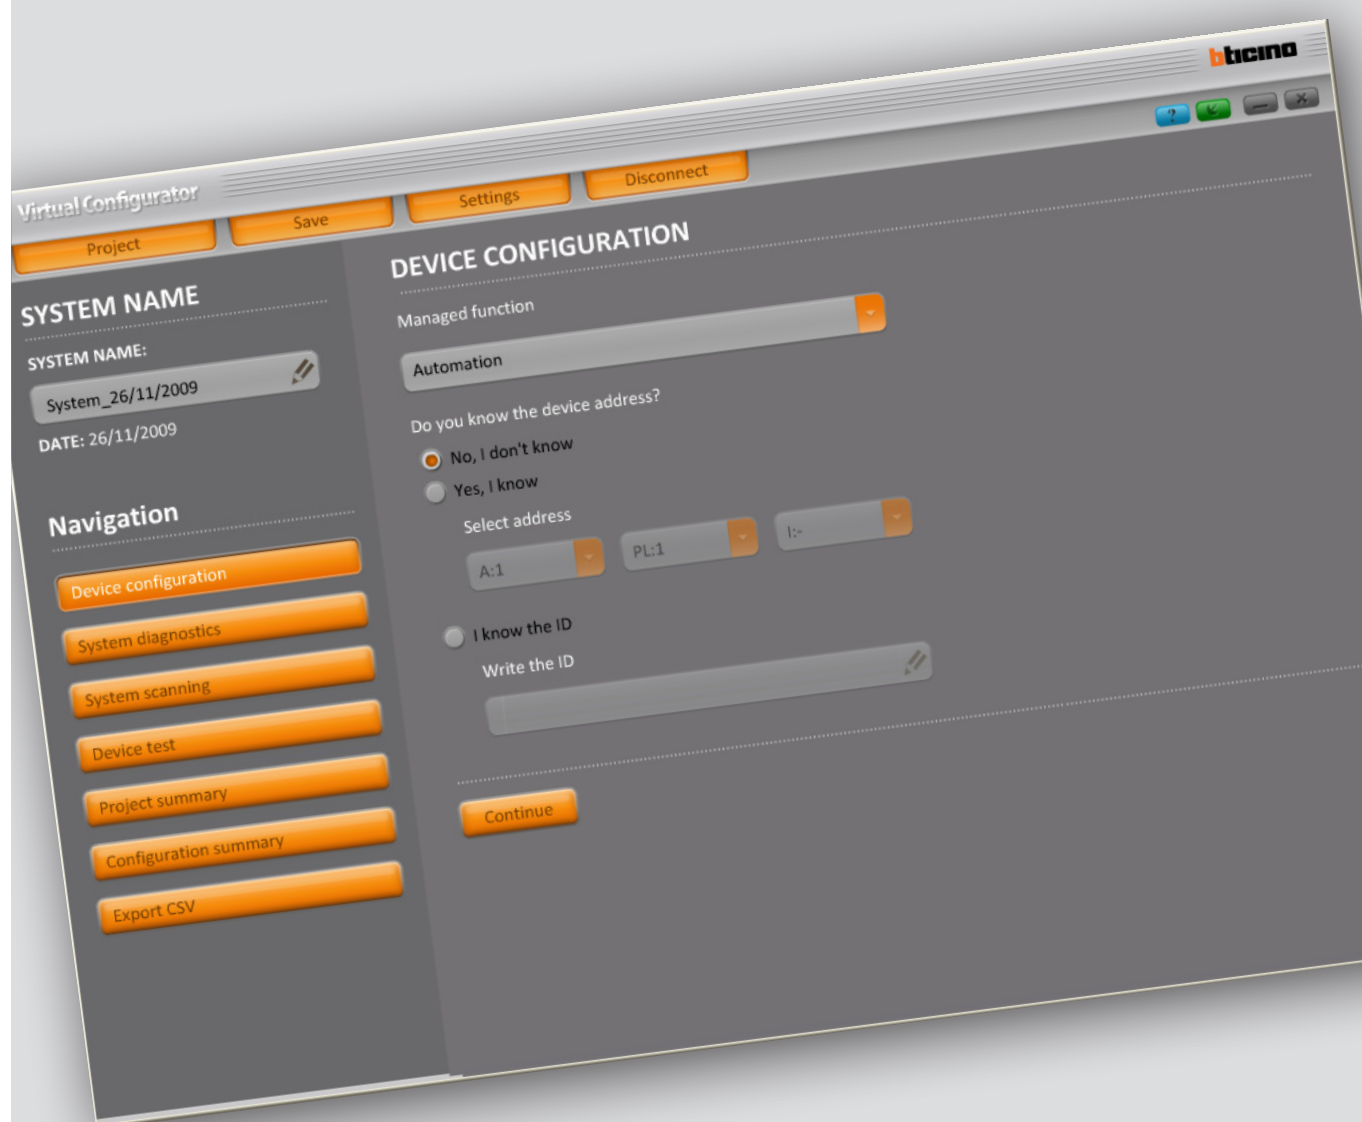 bticino
?
Virtual Configurator
Project
Save
Settings
Disconnect
SYSTEM NAME
SYSTEM NAME:
System_26/11/2009
DATE: 26/11/2009
Navigation
Device configuration
System diagnostics
System scanning
Device test
Project summary
Configuration summary
Export CSV
DEVICE CONFIGURATION
Managed function
Automation
Do you know the device address?
No, I don't know
Yes, I know
Select address
A:1
PL:1
I:-
I know the ID
Write the ID
Continue